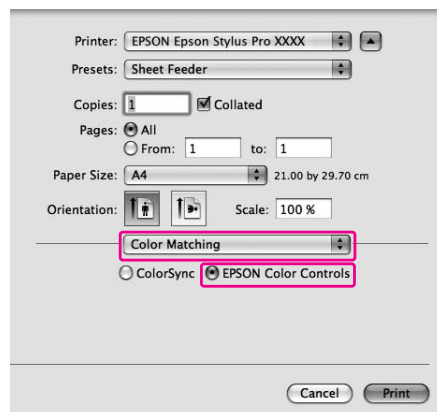 Printer: EPSON Epson Stylus Pro XXXX
Presets: Sheet Feeder
Copies: 1 Collated
Pages: All
From: 1 to: 1
Paper Size: A4 21.00 by 29.70 cm
Orientation: Scale: 100 %
Color Matching
ColorSync EPSON Color Controls
Cancel Print